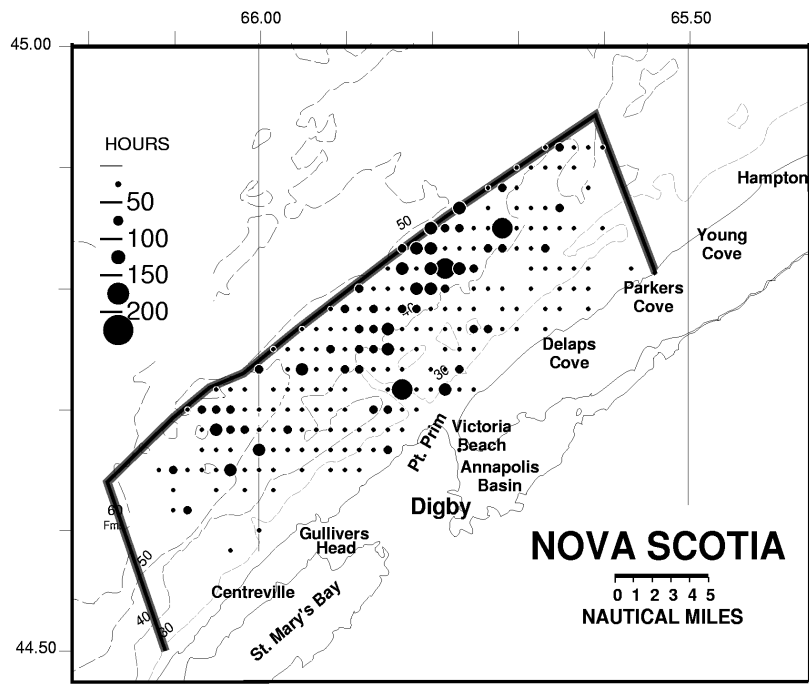 66.00
65.50
45.00
HOURS
50
100
150
200
50
40
30
Hampton
Young
Cove
Parkers
Cove
Delaps
Cove
Pt. Prim
Victoria
Beach
Annapolis
Basin
Digby
60
Fms
Gullivers
Head
NOVA SCOTIA
0 1 2 3 4 5
NAUTICAL MILES
50
Centreville
St. Mary's Bay
40
30
44.50